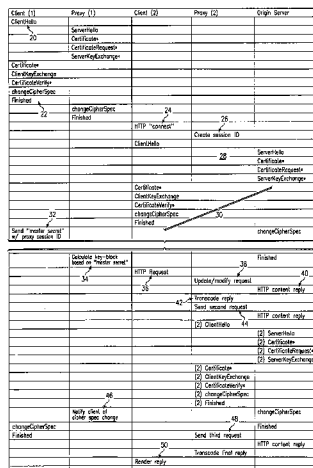 Client (1) Proxy (1) Client (2) Proxy (2) Origin Server
ClientHello
20
ServerHello
Certificate*
CertificateRequest*
ServerKeyExchange*
Certificate*
ClientKeyExchange
CertificateVerify*
changeCipherSpec
Finished
22
changeCipherSpec
Finished
24
HTTP "connect"
26
Create session ID
ClientHello
28
ServerHello
Certificate*
CertificateRequest*
ServerKeyExchange*
Certificate*
ClientKeyExchange
CertificateVerify*
changeCipherSpec
Finished
30
32
Send "master secret"
w/ proxy session ID
changeCipherSpec
Calculate key-block
based on "master secret"
34
Finished
HTTP Request
36
38
Update/modify request
40
HTTP content reply
42
Transcode reply
Send second request
44
HTTP content reply
(2) ClientHello
(2) ServerHello
(2) Certificate*
(2) CertificateRequest*
(2) ServerKeyExchange
(2) Certificate*
(2) ClientKeyExchange
(2) CertificateVerify*
(2) changeCipherSpec
(2) Finished
46
Notify client of
cipher spec change
changeCipherSpec
48
changeCipherSpec
Finished
Finished
Send third request
HTTP content reply
50
Transcode final reply
Render reply